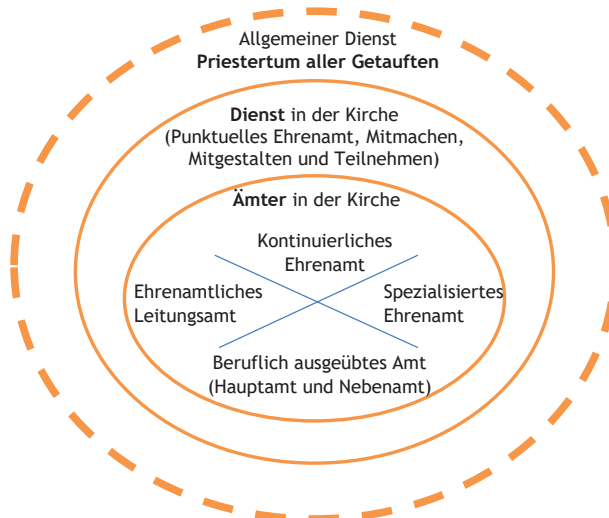 Allgemeiner Dienst
Priestertum aller Getauften
Dienst in der Kirche
(Punktuelles Ehrenamt, Mitmachen,
Mitgestalten und Teilnehmen)
Ämter in der Kirche
Kontinuierliches
Ehrenamt
Ehrenamtliches
Leitungsamt
Spezialisiertes
Ehrenamt
Beruflich ausgeübtes Amt
(Hauptamt und Nebenamt)